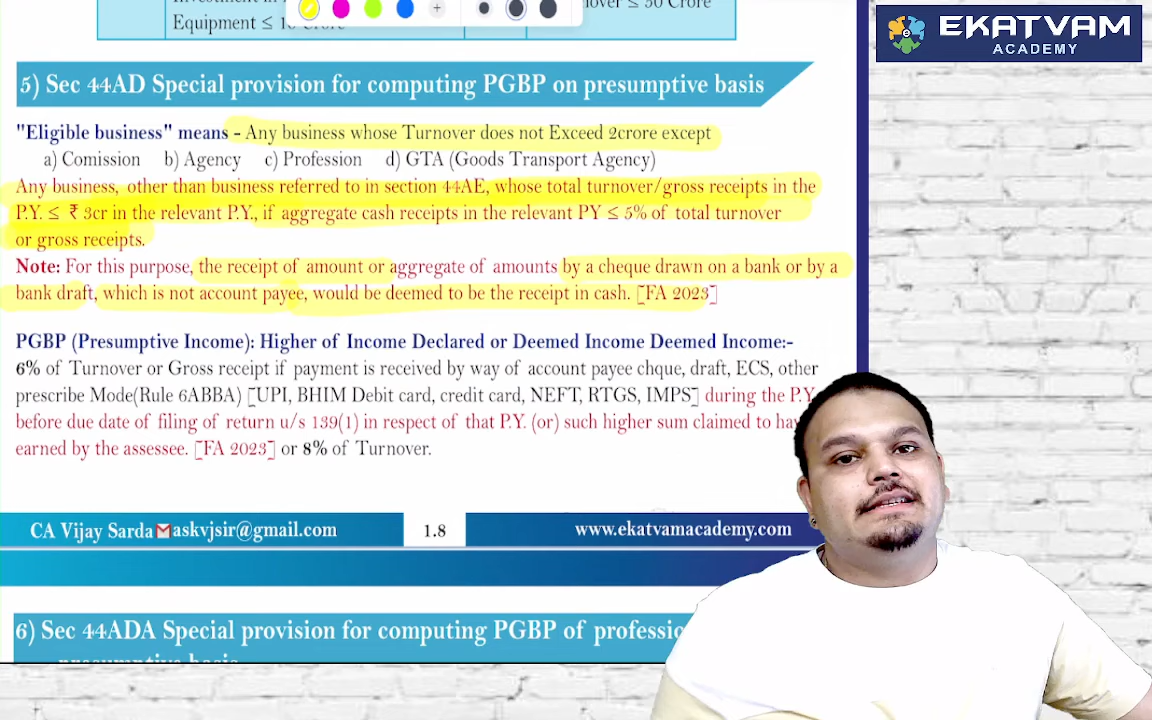 Equipment ≤ 10 Crore
nover ≤ 50 Crore
EKATVAM
ACADEMY
5) Sec 44AD Special provision for computing PGBP on presumptive basis
"Eligible business" means - Any business whose Turnover does not Exceed 2crore except
a) Comission b) Agency c) Profession d) GTA (Goods Transport Agency)
Any business, other than business referred to in section 44AE, whose total turnover/gross receipts in the
P.Y. ≤ ₹ 3cr in the relevant P.Y., if aggregate cash receipts in the relevant PY ≤ 5% of total turnover
or gross receipts.
Note: For this purpose, the receipt of amount or aggregate of amounts by a cheque drawn on a bank or by a
bank draft, which is not account payee, would be deemed to be the receipt in cash. [FA 2023]
PGBP (Presumptive Income): Higher of Income Declared or Deemed Income Deemed Income:-
6% of Turnover or Gross receipt if payment is received by way of account payee chque, draft, ECS, other
prescribe Mode(Rule 6ABBA) [UPI, BHIM Debit card, credit card, NEFT, RTGS, IMPS] during the P.Y
before due date of filing of return u/s 139(1) in respect of that P.Y. (or) such higher sum claimed to hav
earned by the assessee. [FA 2023] or 8% of Turnover.
CA Vijay Sarda askvjsir@gmail.com
1.8
www.ekatvamacademy.com
6) Sec 44ADA Special provision for computing PGBP of professio
presumptive basis